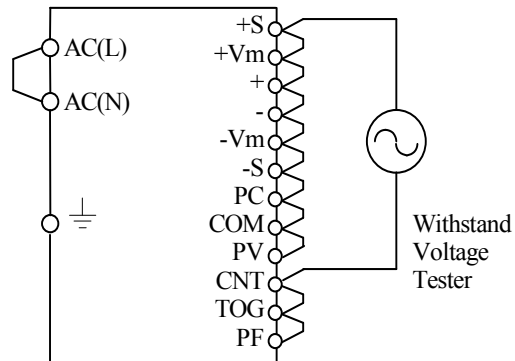 AC(L)
AC(N)
+S
+Vm
+
-
-Vm
-S
PC
COM
PV
CNT
TOG
PF
Withstand
Voltage
Tester